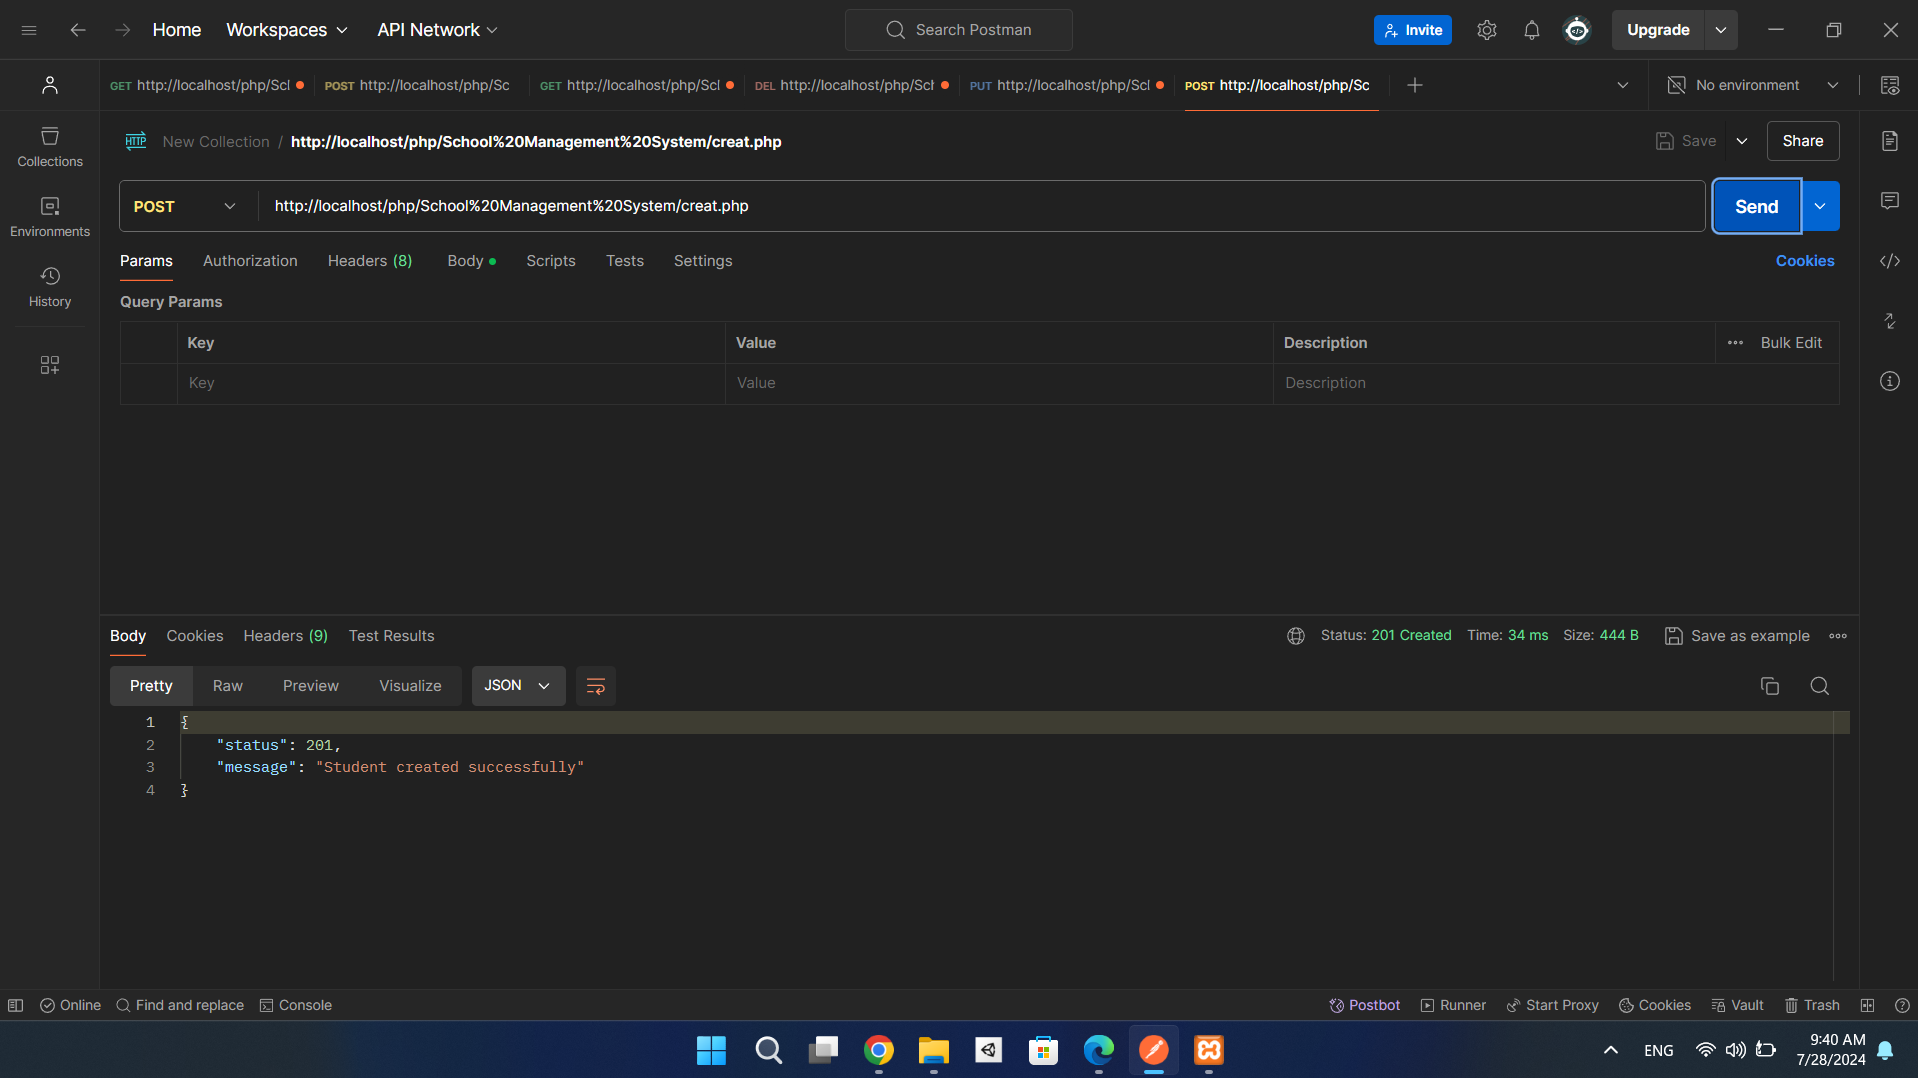 Home Workspaces API Network Search Postman Invite Upgrade
GET http://localhost/php/Scl POST http://localhost/php/Sc GET http://localhost/php/Scl DEL http://localhost/php/Sch PUT http://localhost/php/Scl POST http://localhost/php/Sc No environment
HTTP New Collection / http://localhost/php/School%20Management%20System/creat.php Save Share
Collections
POST http://localhost/php/School%20Management%20System/creat.php Send
Environments
Params Authorization Headers (8) Body Scripts Tests Settings Cookies
History
Query Params
Key Value Description Bulk Edit
Key Value Description
Body Cookies Headers (9) Test Results Status: 201 Created Time: 34 ms Size: 444 B Save as example
Pretty Raw Preview Visualize JSON
1 {
2 "status": 201,
3 "message": "Student created successfully"
4 }
Online Find and replace Console Postbot Runner Start Proxy Cookies Vault Trash
ENG 9:40 AM
7/28/2024